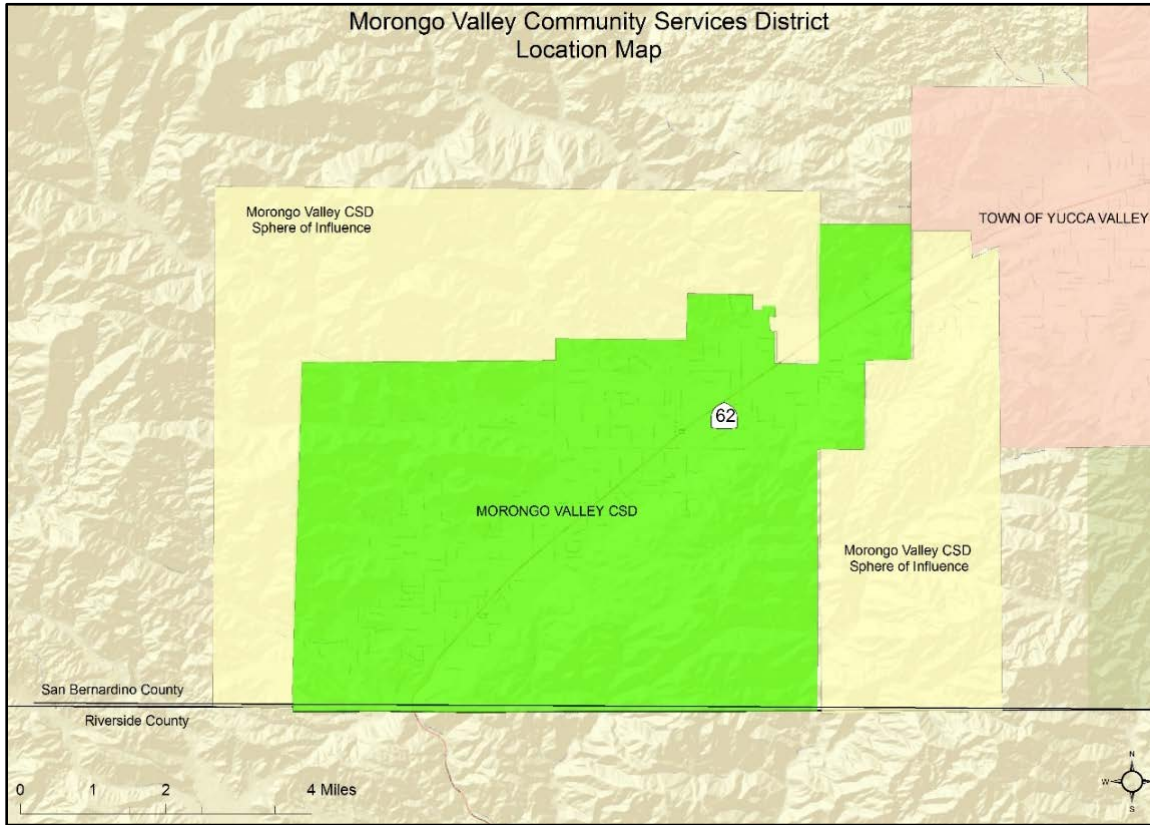 Morongo Valley Community Services District
Location Map
Morongo Valley CSD
Sphere of Influence
TOWN OF YUCCA VALLEY
62
MORONGO VALLEY CSD
Morongo Valley CSD
Sphere of Influence
San Bernardino County
Riverside County
0 1 2 4 Miles
N
W
S